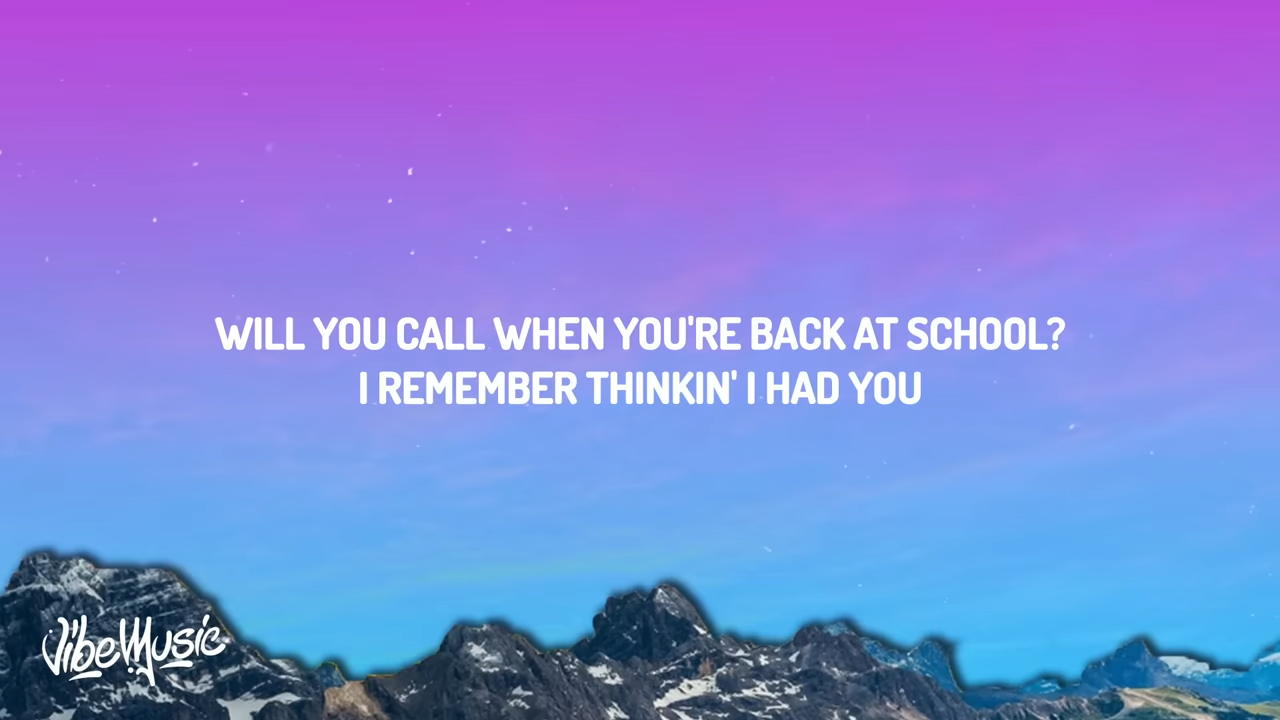 WILL YOU CALL WHEN YOU'RE BACK AT SCHOOL?
I REMEMBER THINKIN' I HAD YOU
VibeMusic